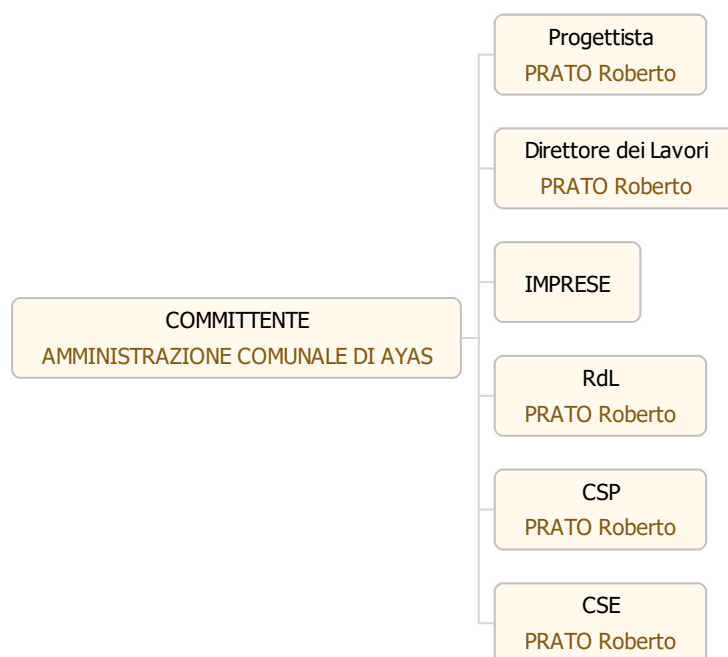 Progettista
PRATO Roberto
Direttore dei Lavori
PRATO Roberto
IMPRESE
COMMITTENTE
AMMINISTRAZIONE COMUNALE DI AYAS
RdL
PRATO Roberto
CSP
PRATO Roberto
CSE
PRATO Roberto